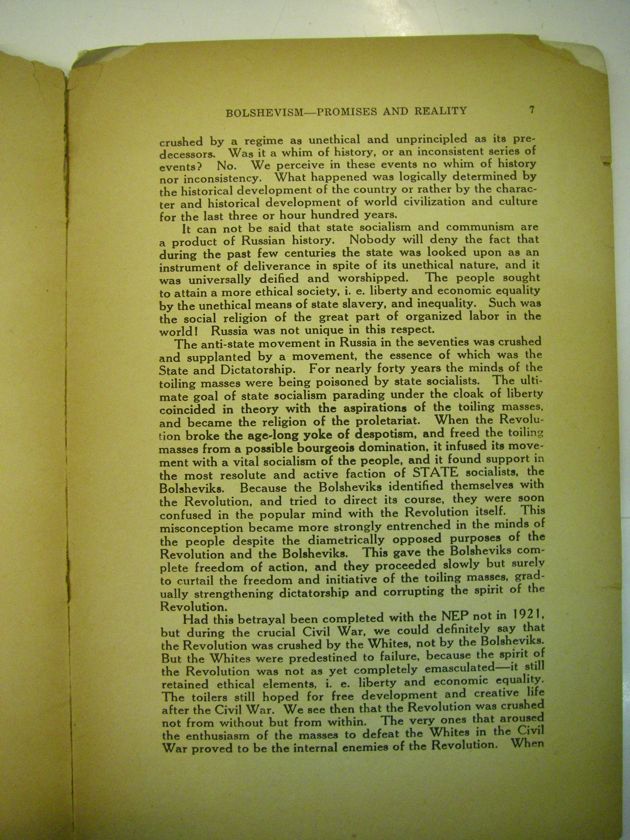 BOLSHEVISM—PROMISES AND REALITY 7
crushed by a regime as unethical and unprincipled as its pre-
decessors. Was it a whim of history, or an inconsistent series of
events? No. We perceive in these events no whim of history
nor inconsistency. What happened was logically determined by
the historical development of the country or rather by the charac-
ter and historical development of world civilization and culture
for the last three or hour hundred years.
It can not be said that state socialism and communism are
a product of Russian history. Nobody will deny the fact that
during the past few centuries the state was looked upon as an
instrument of deliverance in spite of its unethical nature, and it
was universally deified and worshipped. The people sought
to attain a more ethical society, i. e. liberty and economic equality
by the unethical means of state slavery, and inequality. Such was
the social religion of the great part of organized labor in the
world! Russia was not unique in this respect.
The anti-state movement in Russia in the seventies was crushed
and supplanted by a movement, the essence of which was the
State and Dictatorship. For nearly forty years the minds of the
toiling masses were being poisoned by state socialists. The ulti-
mate goal of state socialism parading under the cloak of liberty
coincided in theory with the aspirations of the toiling masses,
and became the religion of the proletariat. When the Revolu-
tion broke the age-long yoke of despotism, and freed the toiling
masses from a possible bourgeois domination, it infused its move-
ment with a vital socialism of the people, and it found support in
the most resolute and active faction of STATE socialists, the
Bolsheviks. Because the Bolsheviks identified themselves with
the Revolution, and tried to direct its course, they were soon
confused in the popular mind with the Revolution itself. This
misconception became more strongly entrenched in the minds of
the people despite the diametrically opposed purposes of the
Revolution and the Bolsheviks. This gave the Bolsheviks com-
plete freedom of action, and they proceeded slowly but surely
to curtail the freedom and initiative of the toiling masses, grad-
ually strengthening dictatorship and corrupting the spirit of the
Revolution.
Had this betrayal been completed with the NEP not in 1921,
but during the crucial Civil War, we could definitely say that
the Revolution was crushed by the Whites, not by the Bolsheviks.
But the Whites were predestined to failure, because the spirit of
the Revolution was not as yet completely emasculated—it still
retained ethical elements, i. e. liberty and economic equality.
The toilers still hoped for free development and creative life
after the Civil War. We see then that the Revolution was crushed
not from without but from within. The very ones that aroused
the enthusiasm of the masses to defeat the Whites in the Civil
War proved to be the internal enemies of the Revolution. When